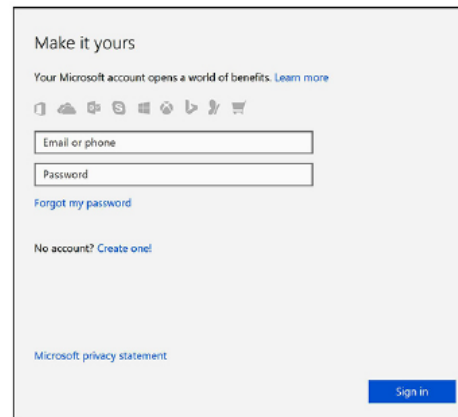 Make it yours
Your Microsoft account opens a world of benefits. Learn more
Email or phone
Password
Forgot my password
No account? Create one!
Microsoft privacy statement
Sign in